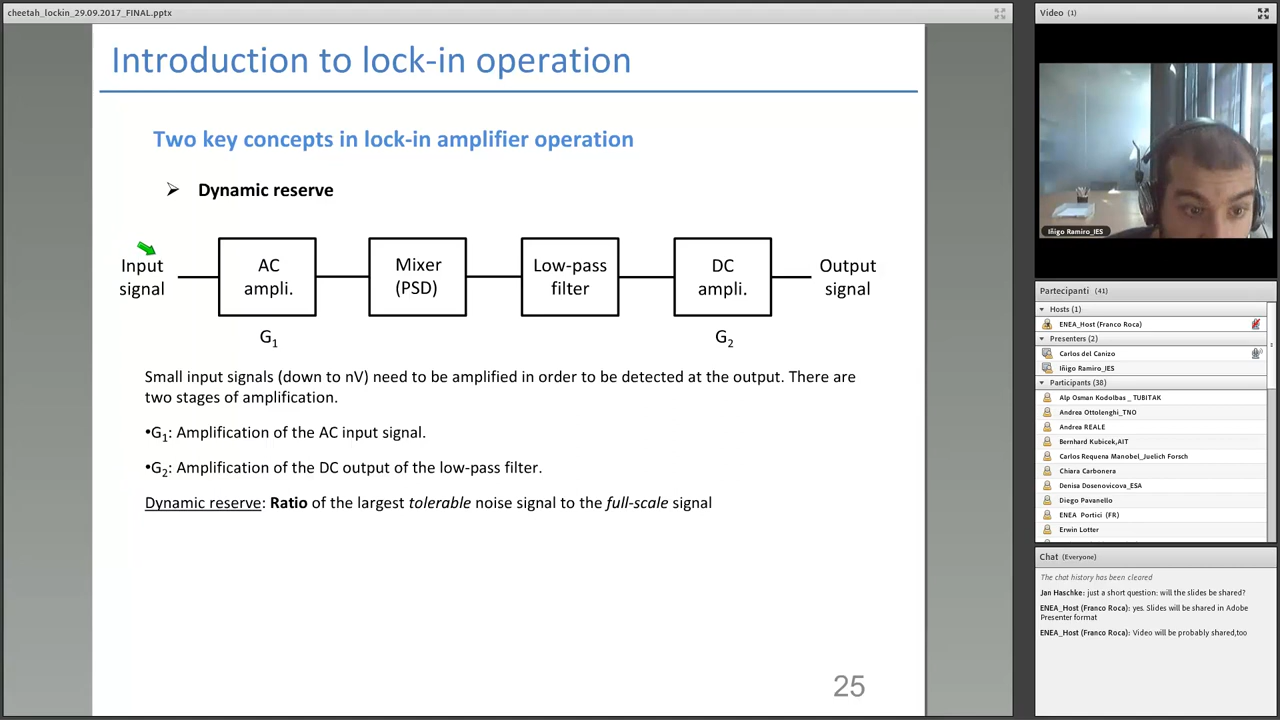 cheetah_lockin_29.09.2017_FINAL.pptx
Introduction to lock-in operation
Two key concepts in lock-in amplifier operation
➢ Dynamic reserve
Input
signal
AC
ampli.
Mixer
(PSD)
Low-pass
filter
DC
ampli.
Output
signal
G1
G2
Small input signals (down to nV) need to be amplified in order to be detected at the output. There are
two stages of amplification.
•G1: Amplification of the AC input signal.
•G2: Amplification of the DC output of the low-pass filter.
Dynamic reserve: Ratio of the largest tolerable noise signal to the full-scale signal
25
Video (1)
Iñigo Ramiro_IES
Partecipanti (41)
Hosts (1)
ENEA_Host (Franco Roca)
Presenters (2)
Carlos del Canizo
Iñigo Ramiro_IES
Participants (38)
Alp Osman Kodolbas _ TUBITAK
Andrea Ottolenghi_TNO
Andrea REALE
Bernhard Kubicek,AIT
Carlos Requena Manobel_Juelich Forsch
Chiara Carbonera
Denisa Dosenovicova_ESA
Diego Pavanello
ENEA Portici (FR)
Erwin Lotter
Chat (Everyone)
The chat history has been cleared
Jan Haschke: just a short question: will the slides be shared?
ENEA_Host (Franco Roca): yes. Slides will be shared in Adobe
Presenter format
ENEA_Host (Franco Roca): Video will be probably shared,too